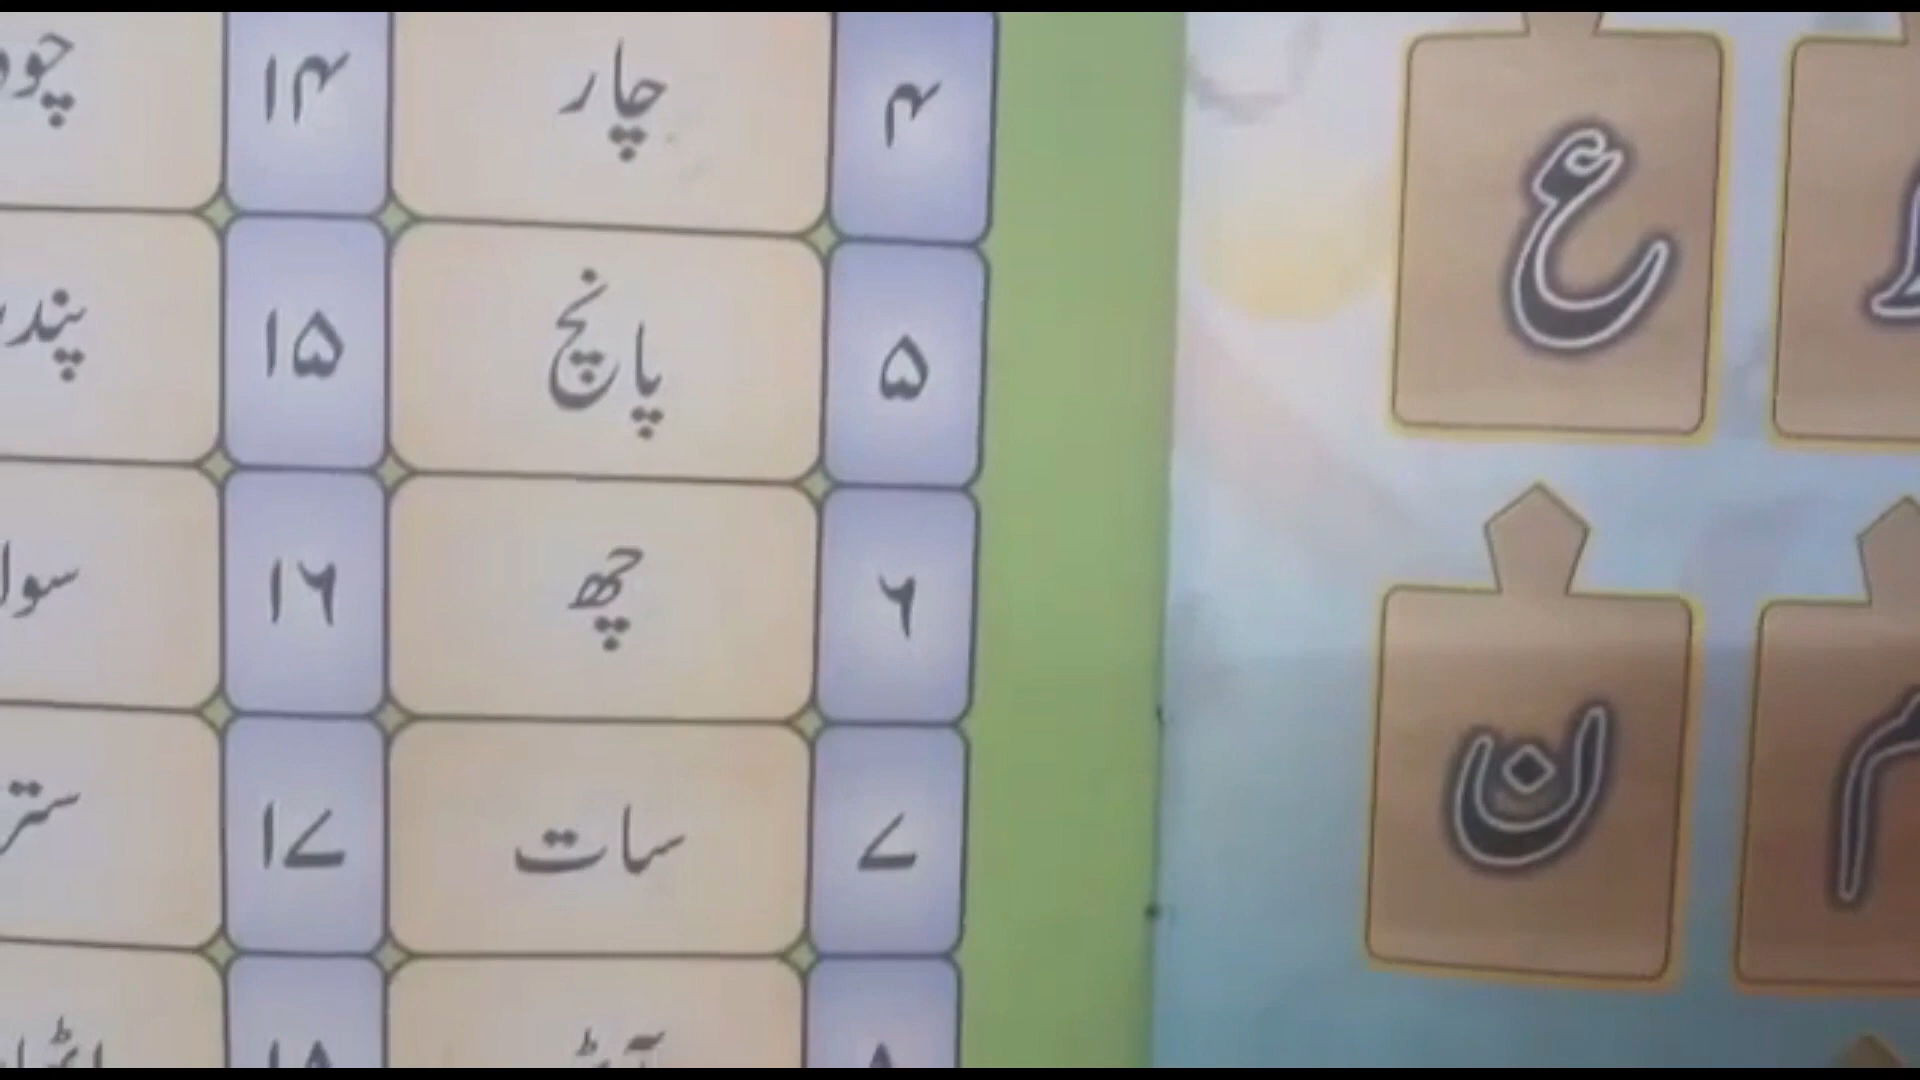 ۴ چار ۱۴
۵ پانچ ۱۵
۶ چھ ۱۶
۷ سات ۱۷
ع
ن
م